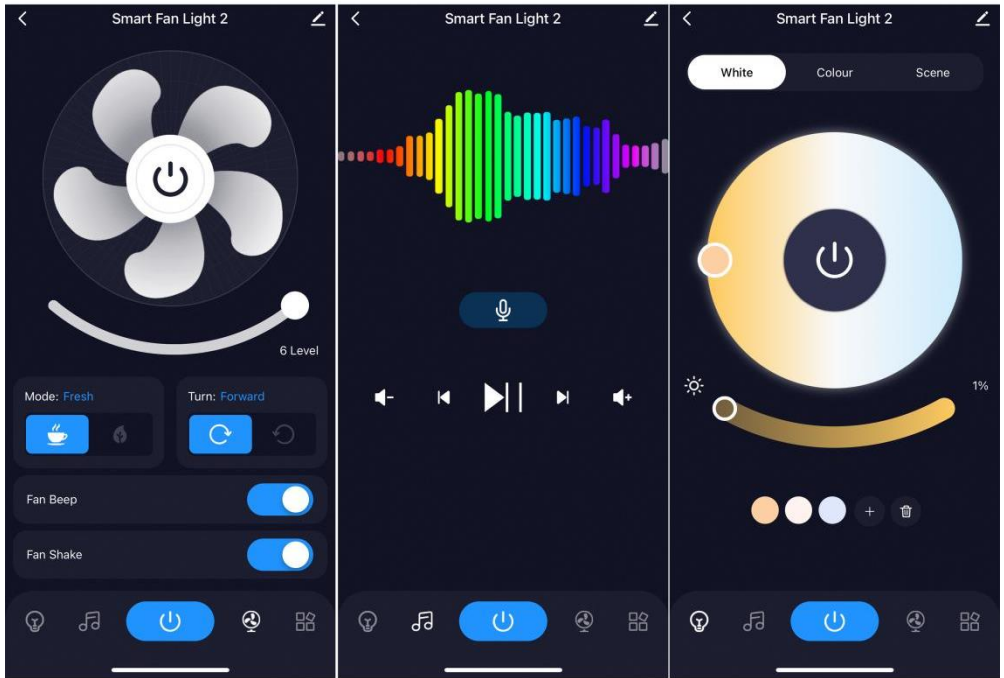 Smart Fan Light 2
6 Level
Mode: Fresh
Turn: Forward
Fan Beep
Fan Shake
Smart Fan Light 2
Smart Fan Light 2
White
Colour
Scene
1%